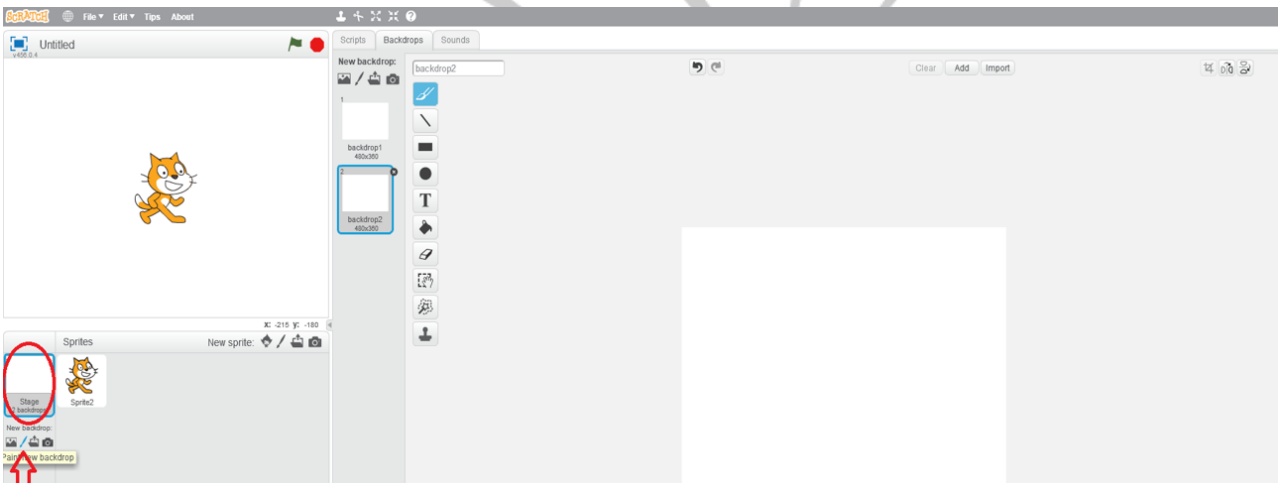 SCRATCH File Edit Tips About
Untitled
v456.0.4
X: -215 y: -180
Sprites New sprite:
Stage
2 backdrops
Sprite2
New backdrop:
Paint new backdrop
Scripts Backdrops Sounds
New backdrop:
1
backdrop1
480x360
2
backdrop2
480x360
backdrop2
Clear Add Import
T